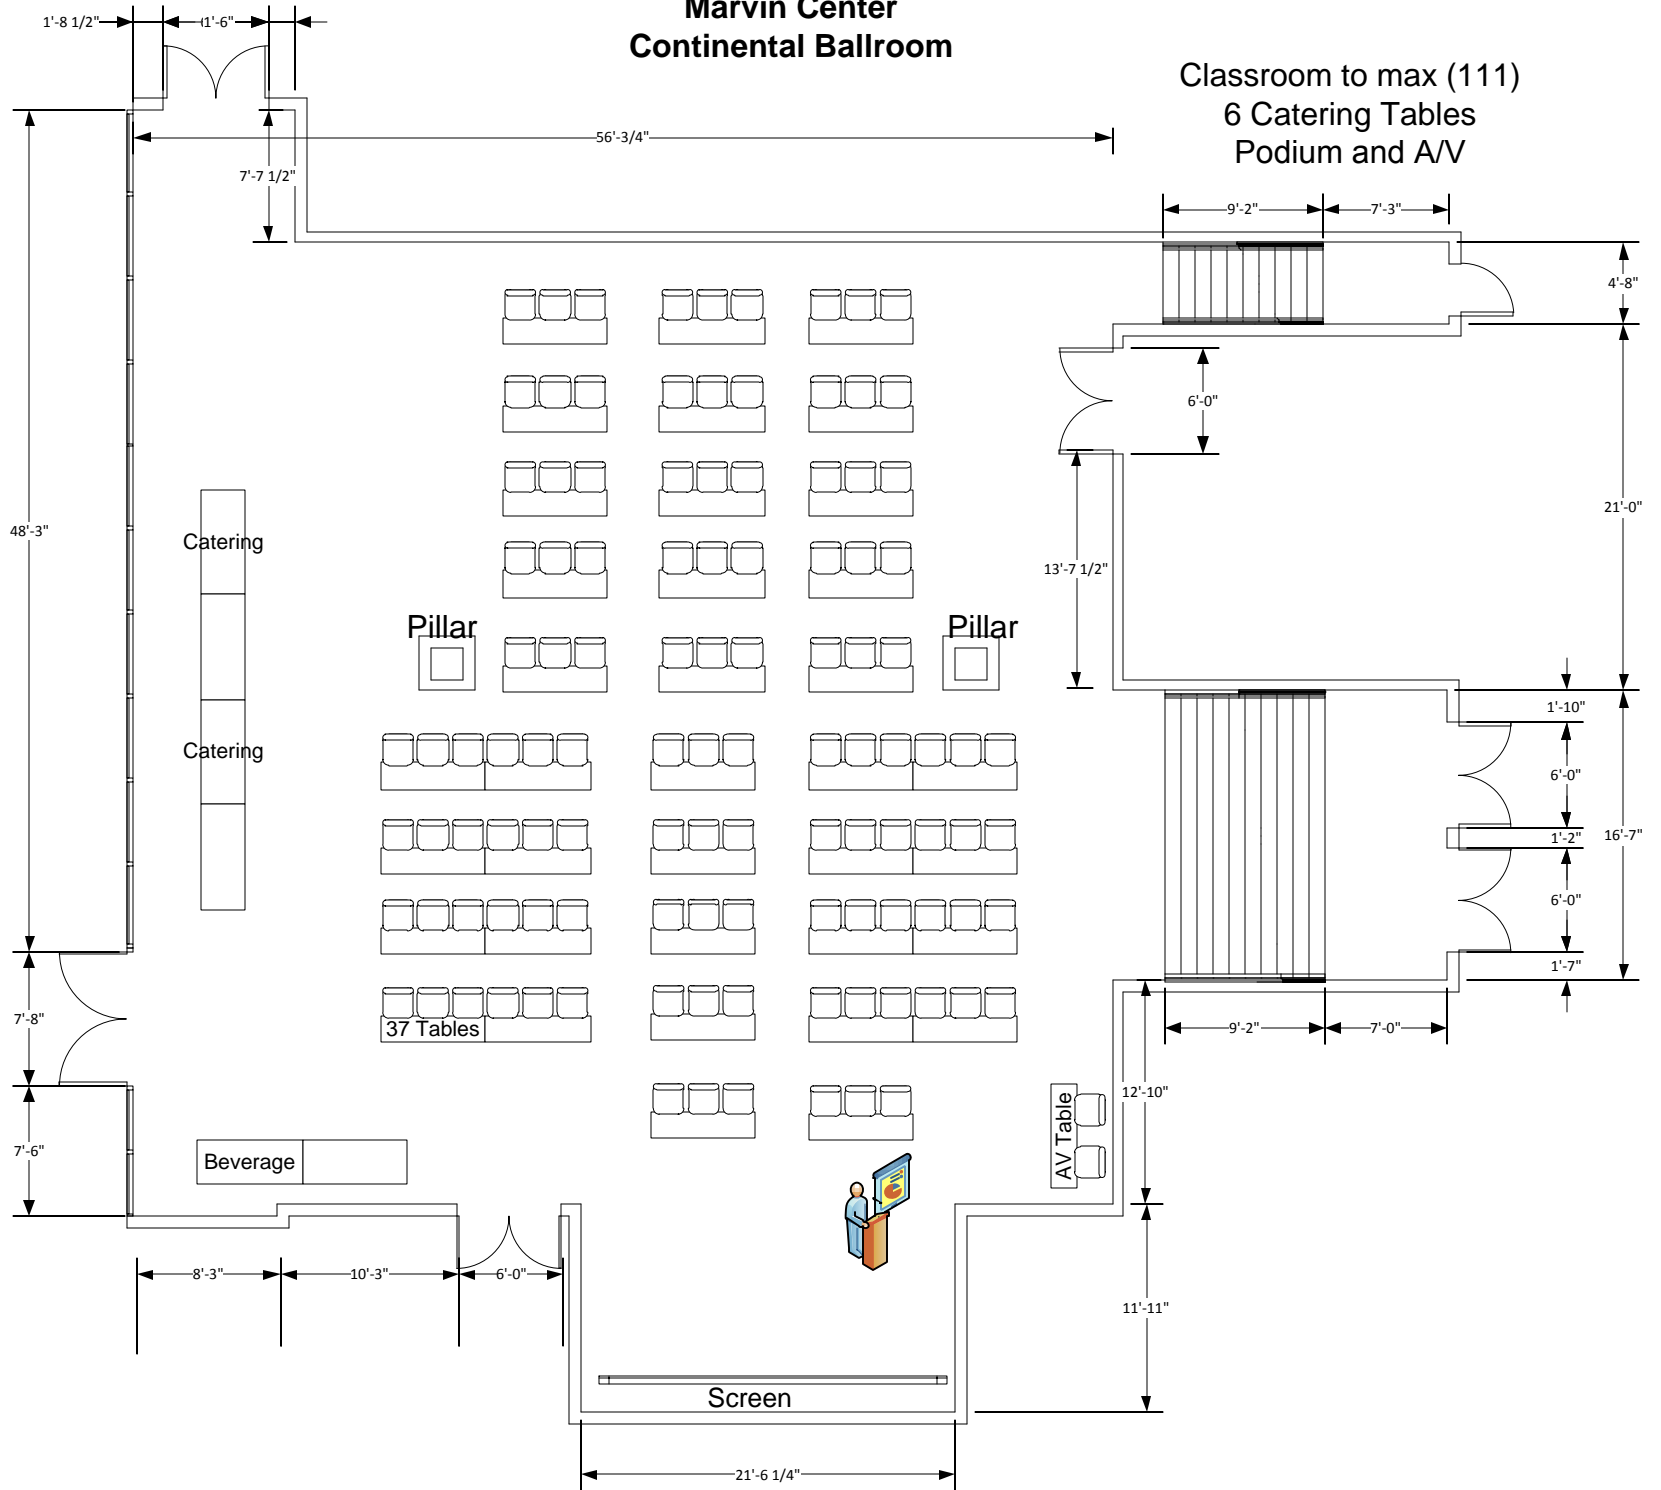 Marvin Center
Continental Ballroom
Classroom to max (111)
6 Catering Tables
Podium and A/V
1'-8 1/2"
(1'-6"
56'-3/4"
7'-7 1/2"
9'-2"
7'-3"
4'-8"
6'-0"
21'-0"
48'-3"
Catering
13'-7 1/2"
Pillar
Pillar
1'-10"
Catering
6'-0"
1'-2"
16'-7"
6'-0"
1'-7"
7'-8"
37 Tables
9'-2"
7'-0"
12'-10"
AV Table
7'-6"
Beverage
8'-3"
10'-3"
6'-0"
11'-11"
Screen
21'-6 1/4"